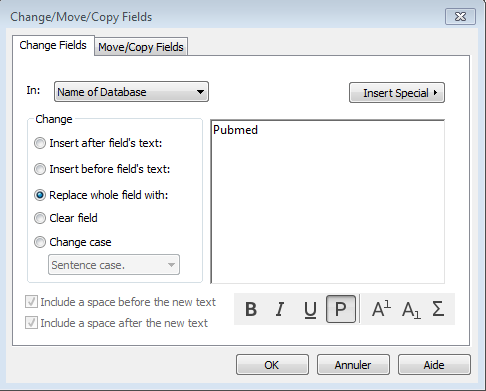 Change/Move/Copy Fields
Change Fields
Move/Copy Fields
In:
Name of Database
Insert Special
Change
Insert after field's text:
Insert before field's text:
Replace whole field with:
Clear field
Change case
Sentence case.
Pubmed
Include a space before the new text
Include a space after the new text
B I U P A1 A1 Σ
OK
Annuler
Aide